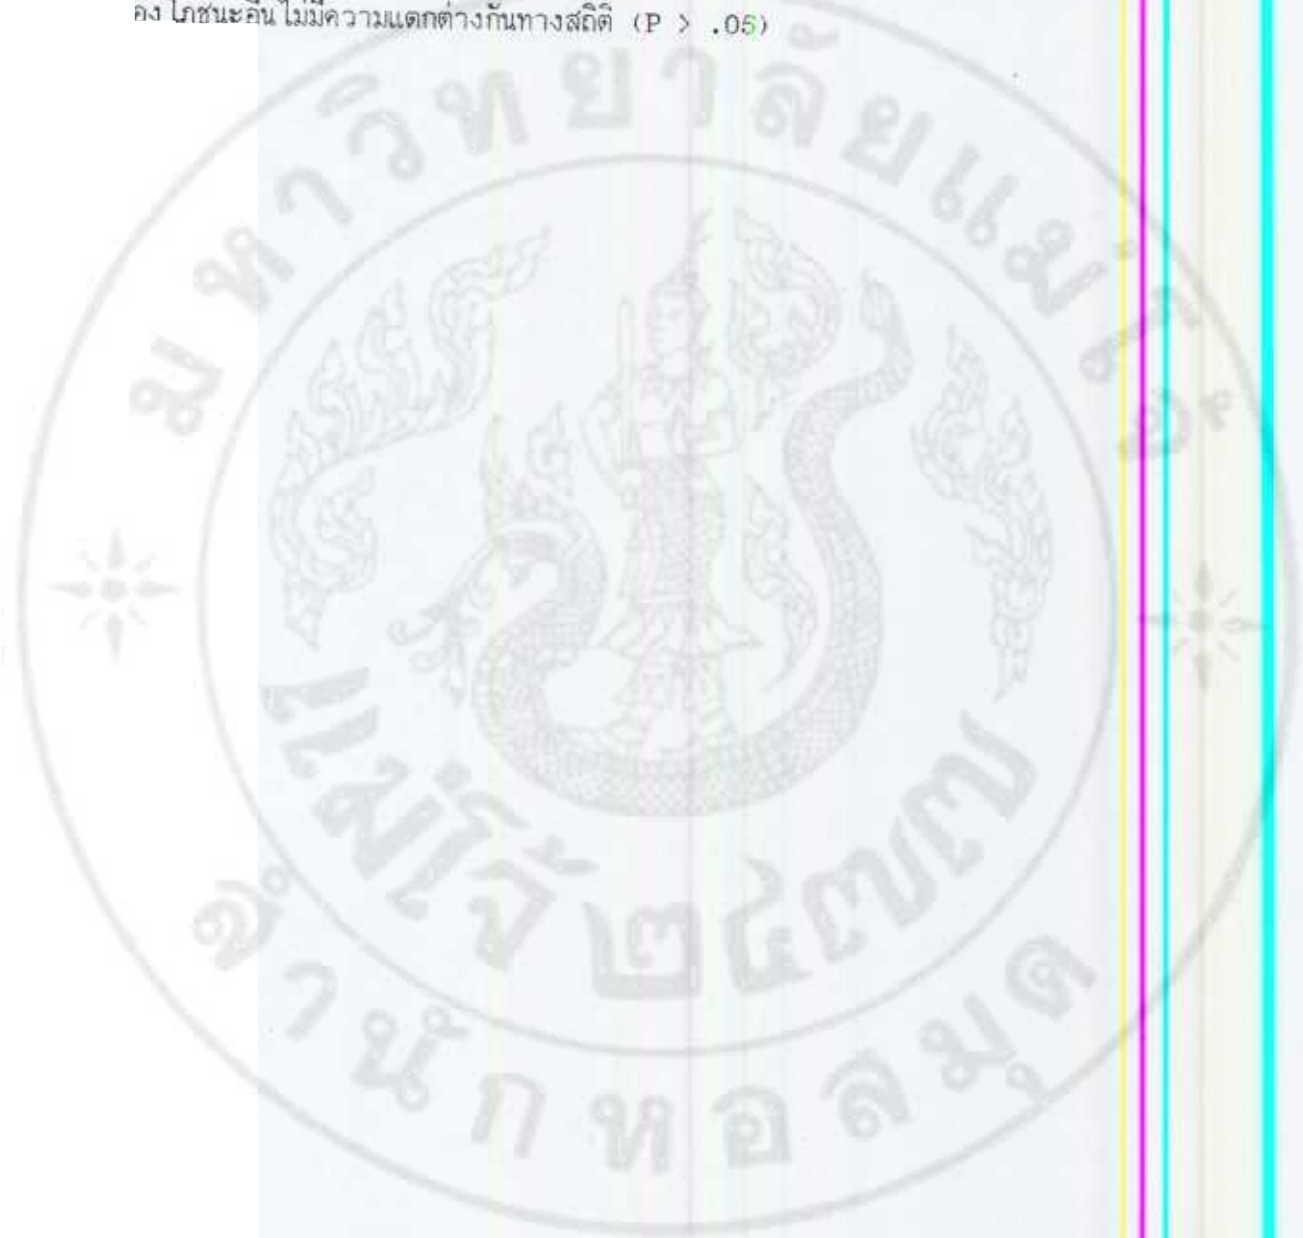 อง โภชนะอื่น ไม่มีความแตกต่างกันทางสถิติ (P > .05)
มหาวิทยาลัยแม่โจ้
แม่โจ้ ๒๔๗๗
สำนักหอสมุด